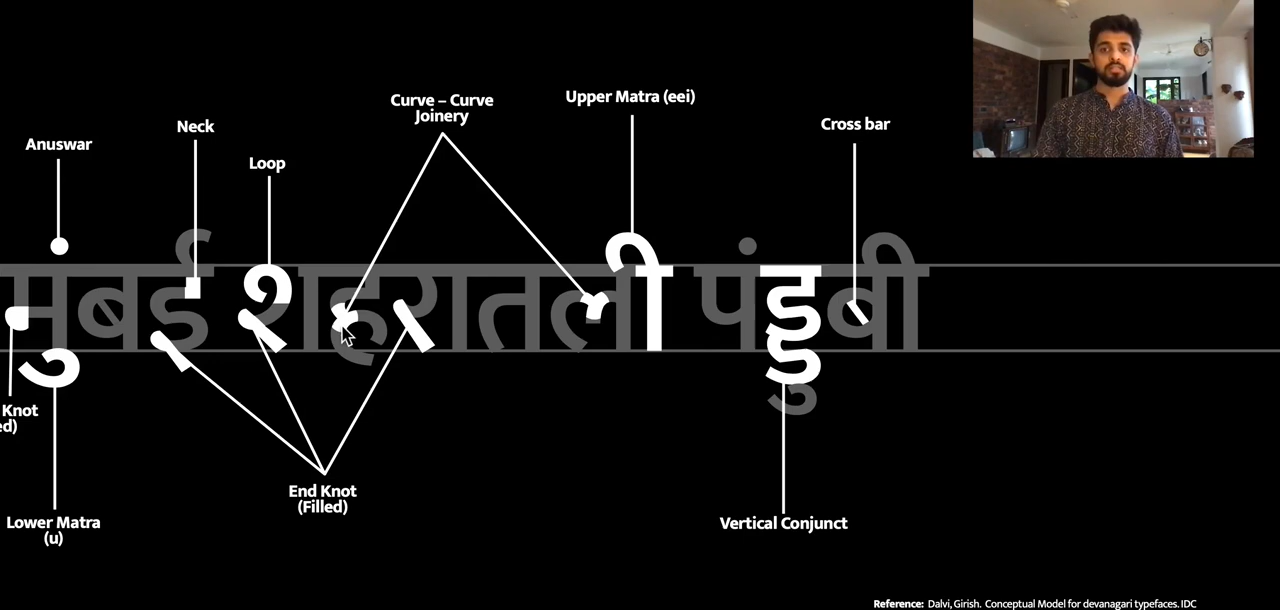 Upper Matra (eei)
Curve – Curve
Joinery
Cross bar
Neck
Anuswar
Loop
मुंबई शहरातली पंड्डुबी
Knot
ed)
End Knot
(Filled)
Lower Matra
(u)
Vertical Conjunct
Reference: Dalvi, Girish. Conceptual Model for devanagari typefaces. IDC